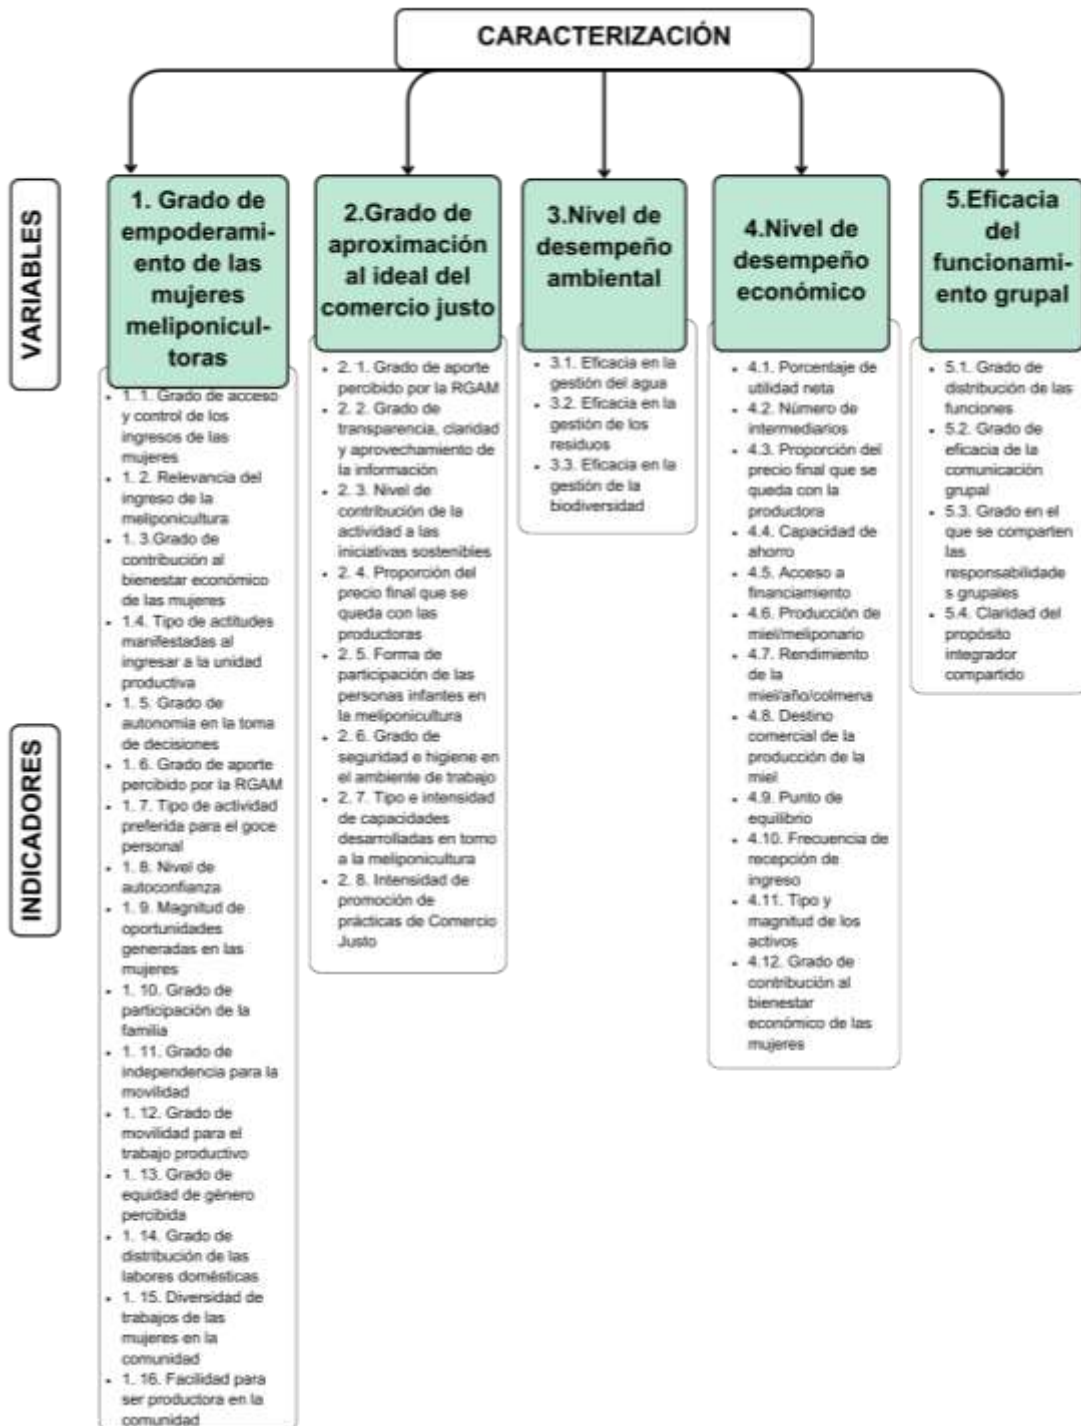 CARACTERIZACIÓN
VARIABLES
1. Grado de
empoderami-
ento de las
mujeres
meliponicul-
toras
1. 1. Grado de acceso
y control de los
ingresos de las
mujeres
1. 2. Relevancia del
ingreso de la
meliponicultura
1. 3.Grado de
contribución al
bienestar económico
de las mujeres
1.4. Tipo de actitudes
manifestadas al
ingresar a la unidad
productiva
1. 5. Grado de
autonomía en la toma
de decisiones
1. 6. Grado de aporte
percibido por la RGAM
1. 7. Tipo de actividad
preferida para el goce
personal
1. 8. Nivel de
autoconfianza
1. 9. Magnitud de
oportunidades
generadas en las
mujeres
1. 10. Grado de
participación de la
familia
1. 11. Grado de
independencia para la
movilidad
1. 12. Grado de
movilidad para el
trabajo productivo
1. 13. Grado de
equidad de género
percibida
1. 14. Grado de
distribución de las
labores domésticas
1. 15. Diversidad de
trabajos de las
mujeres en la
comunidad
1. 16. Facilidad para
ser productora en la
comunidad
2.Grado de
aproximación
al ideal del
comercio justo
2. 1. Grado de aporte
percibido por la RGAM
2. 2. Grado de
transparencia, claridad
y aprovechamiento de
la información
2. 3. Nivel de
contribución de la
actividad a las
iniciativas sostenibles
2. 4. Proporción del
precio final que se
queda con las
productoras
2. 5. Forma de
participación de las
personas infantes en
la meliponicultura
2. 6. Grado de
seguridad e higiene en
el ambiente de trabajo
2. 7. Tipo e intensidad
de capacidades
desarrolladas en torno
a la meliponicultura
2. 8. Intensidad de
promoción de
prácticas de Comercio
Justo
3.Nivel de
desempeño
ambiental
3.1. Eficacia en la
gestión del agua
3.2. Eficacia en la
gestión de los
residuos
3.3. Eficacia en la
gestión de la
biodiversidad
4.Nivel de
desempeño
económico
4.1. Porcentaje de
utilidad neta
4.2. Número de
intermediarios
4.3. Proporción del
precio final que se
queda con la
productora
4.4. Capacidad de
ahorro
4.5. Acceso a
financiamiento
4.6. Producción de
miel/meliponario
4.7. Rendimiento
de la
miel/año/colmena
4.8. Destino
comercial de la
producción de la
miel
4.9. Punto de
equilibrio
4.10. Frecuencia de
recepción de
ingreso
4.11. Tipo y
magnitud de los
activos
4.12. Grado de
contribución al
bienestar
económico de las
mujeres
5.Eficacia
del
funcionami-
ento grupal
5.1. Grado de
distribución de las
funciones
5.2. Grado de
eficacia de la
comunicación
grupal
5.3. Grado en el
que se comparten
las
responsabilidade
s grupales
5.4. Claridad del
propósito
integrador
compartido
INDICADORES